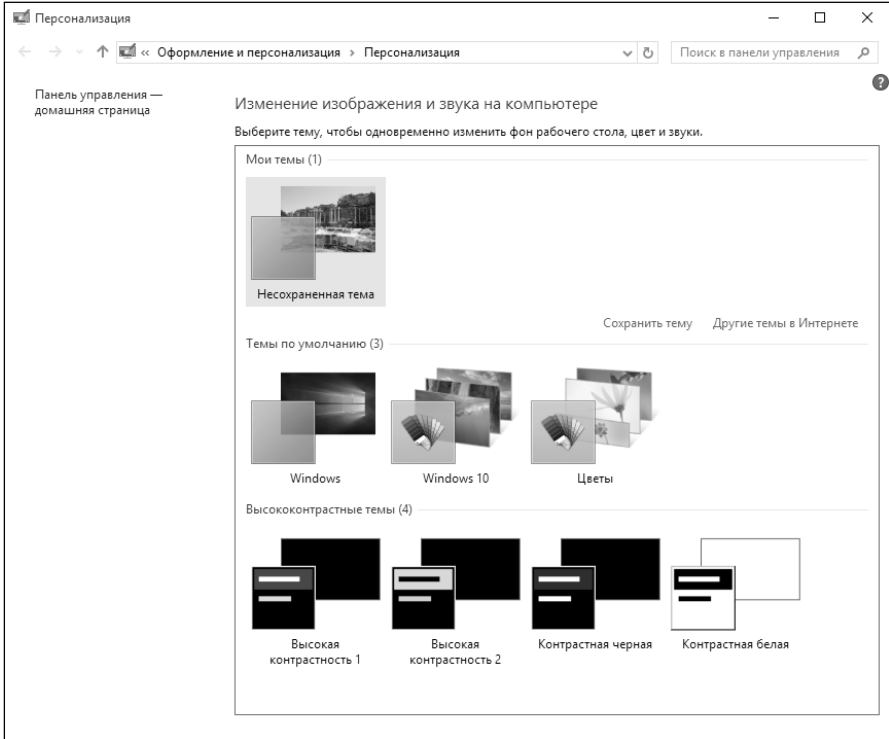 Персонализация
« Оформление и персонализация › Персонализация
Поиск в панели управления
?
Панель управления —
домашняя страница
Изменение изображения и звука на компьютере
Выберите тему, чтобы одновременно изменить фон рабочего стола, цвет и звуки.
Мои темы (1)
Несохраненная тема
Сохранить тему Другие темы в Интернете
Темы по умолчанию (3)
Windows Windows 10 Цветы
Высококонтрастные темы (4)
Высокая контрастность 1
Высокая контрастность 2
Контрастная черная
Контрастная белая